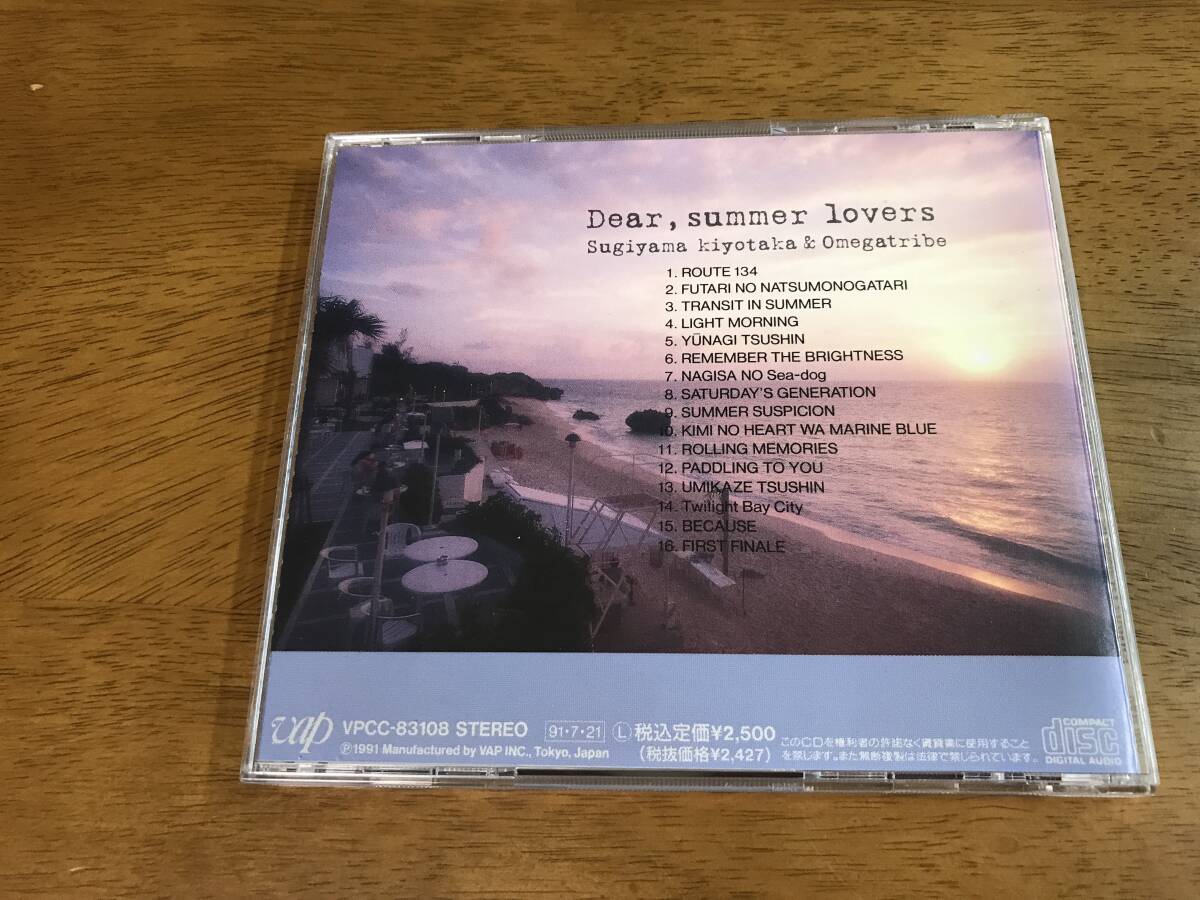 Dear, summer lovers
Sugiyama kiyotaka & Omegatribe
1. ROUTE 134
2. FUTARI NO NATSUMONOGATARI
3. TRANSIT IN SUMMER
4. LIGHT MORNING
5. YŪNAGI TSUSHIN
6. REMEMBER THE BRIGHTNESS
7. NAGISA NO Sea-dog
8. SATURDAY'S GENERATION
9. SUMMER SUSPICION
10. KIMI NO HEART WA MARINE BLUE
11. ROLLING MEMORIES
12. PADDLING TO YOU
13. UMIKAZE TSUSHIN
14. Twilight Bay City
15. BECAUSE
16. FIRST FINALE
vap VPCC-83108 STEREO 91・7・21 Ⓛ税込定価¥2,500
(税抜価格¥2,427)
Ⓟ1991 Manufactured by VAP INC., Tokyo, Japan
このCDを権利者の許諾なく賃貸業に使用すること
を禁じます。また無断複製は法律で禁じられています。
COMPACT
disc
DIGITAL AUDIO